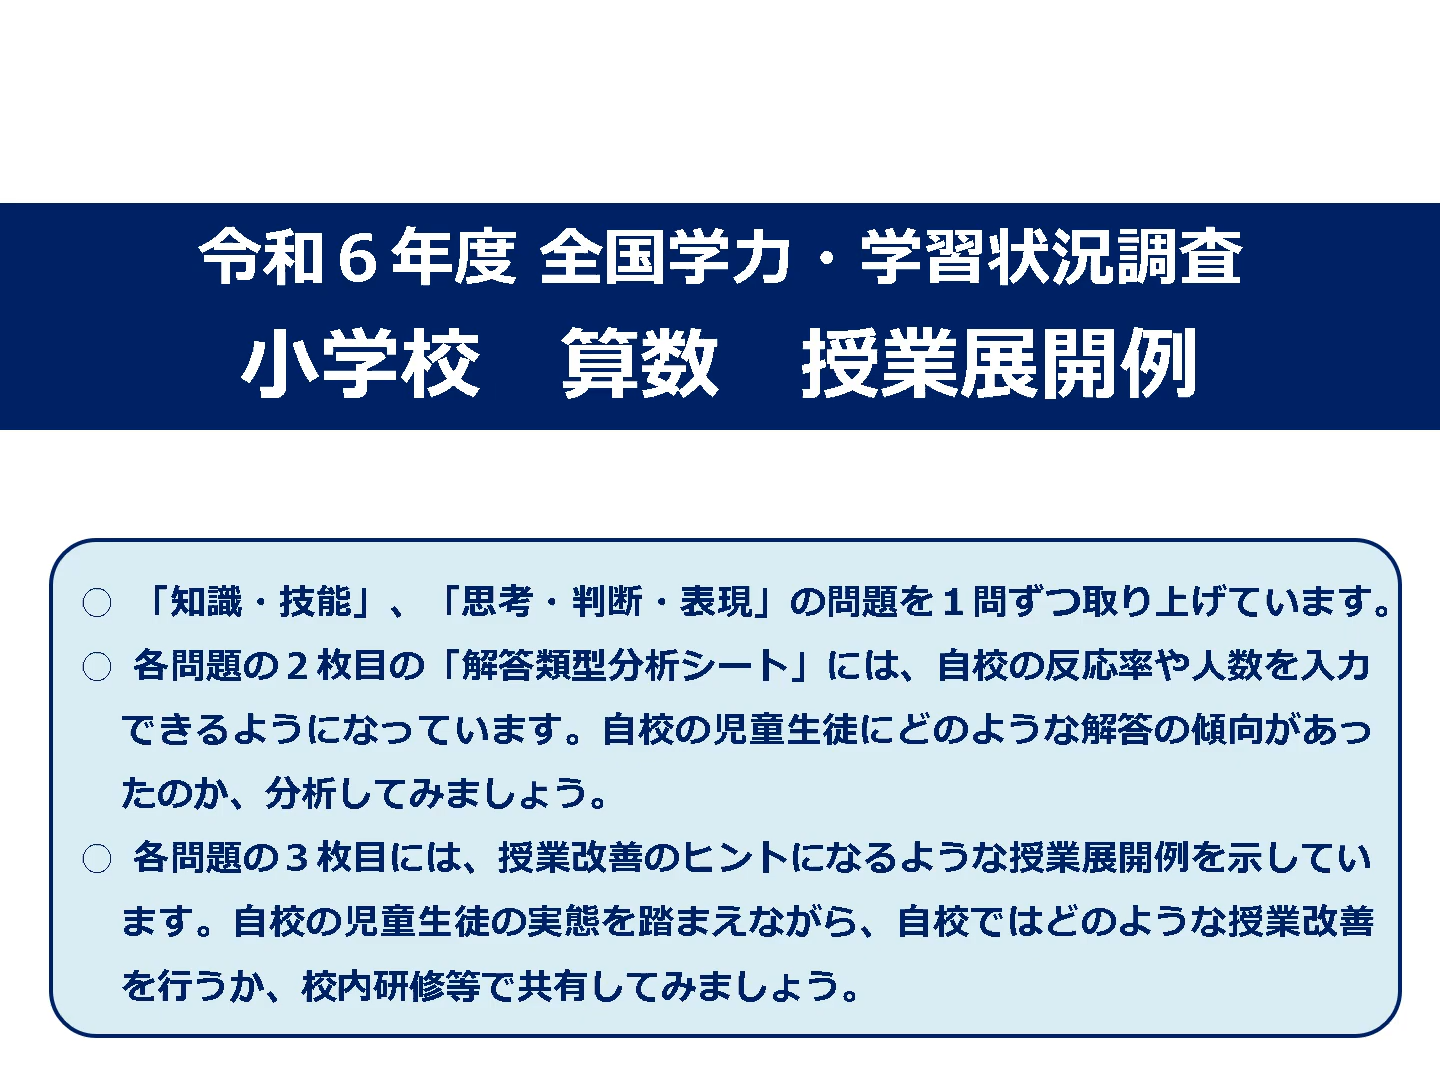 令和６年度 全国学力・学習状況調査
小学校　算数　授業展開例
○ 「知識・技能」、「思考・判断・表現」の問題を１問ずつ取り上げています。
○ 各問題の２枚目の「解答類型分析シート」には、自校の反応率や人数を入力
できるようになっています。自校の児童生徒にどのような解答の傾向があっ
たのか、分析してみましょう。
○ 各問題の３枚目には、授業改善のヒントになるような授業展開例を示してい
ます。自校の児童生徒の実態を踏まえながら、自校ではどのような授業改善
を行うか、校内研修等で共有してみましょう。